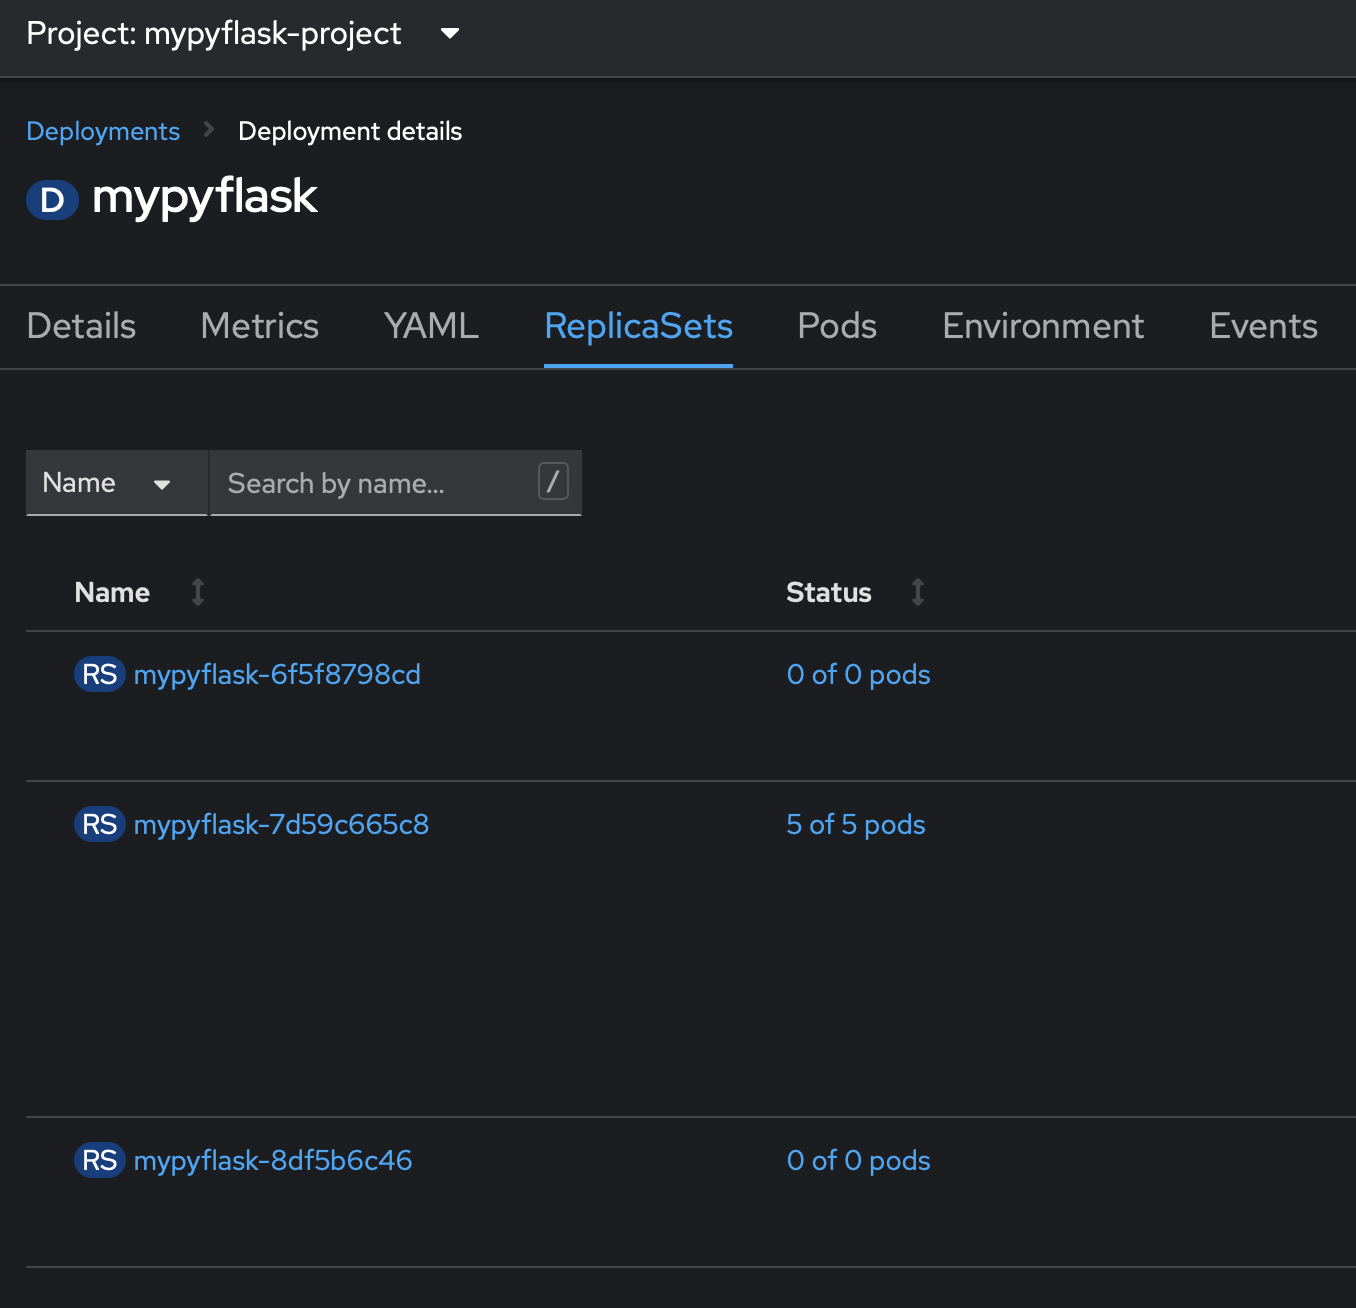 Project: mypyflask-project
Deployments Deployment details
D mypyflask
Details Metrics YAML ReplicaSets Pods Environment Events
Name Search by name... /
Name Status
RS mypyflask-6f5f8798cd 0 of 0 pods
RS mypyflask-7d59c665c8 5 of 5 pods
RS mypyflask-8df5b6c46 0 of 0 pods